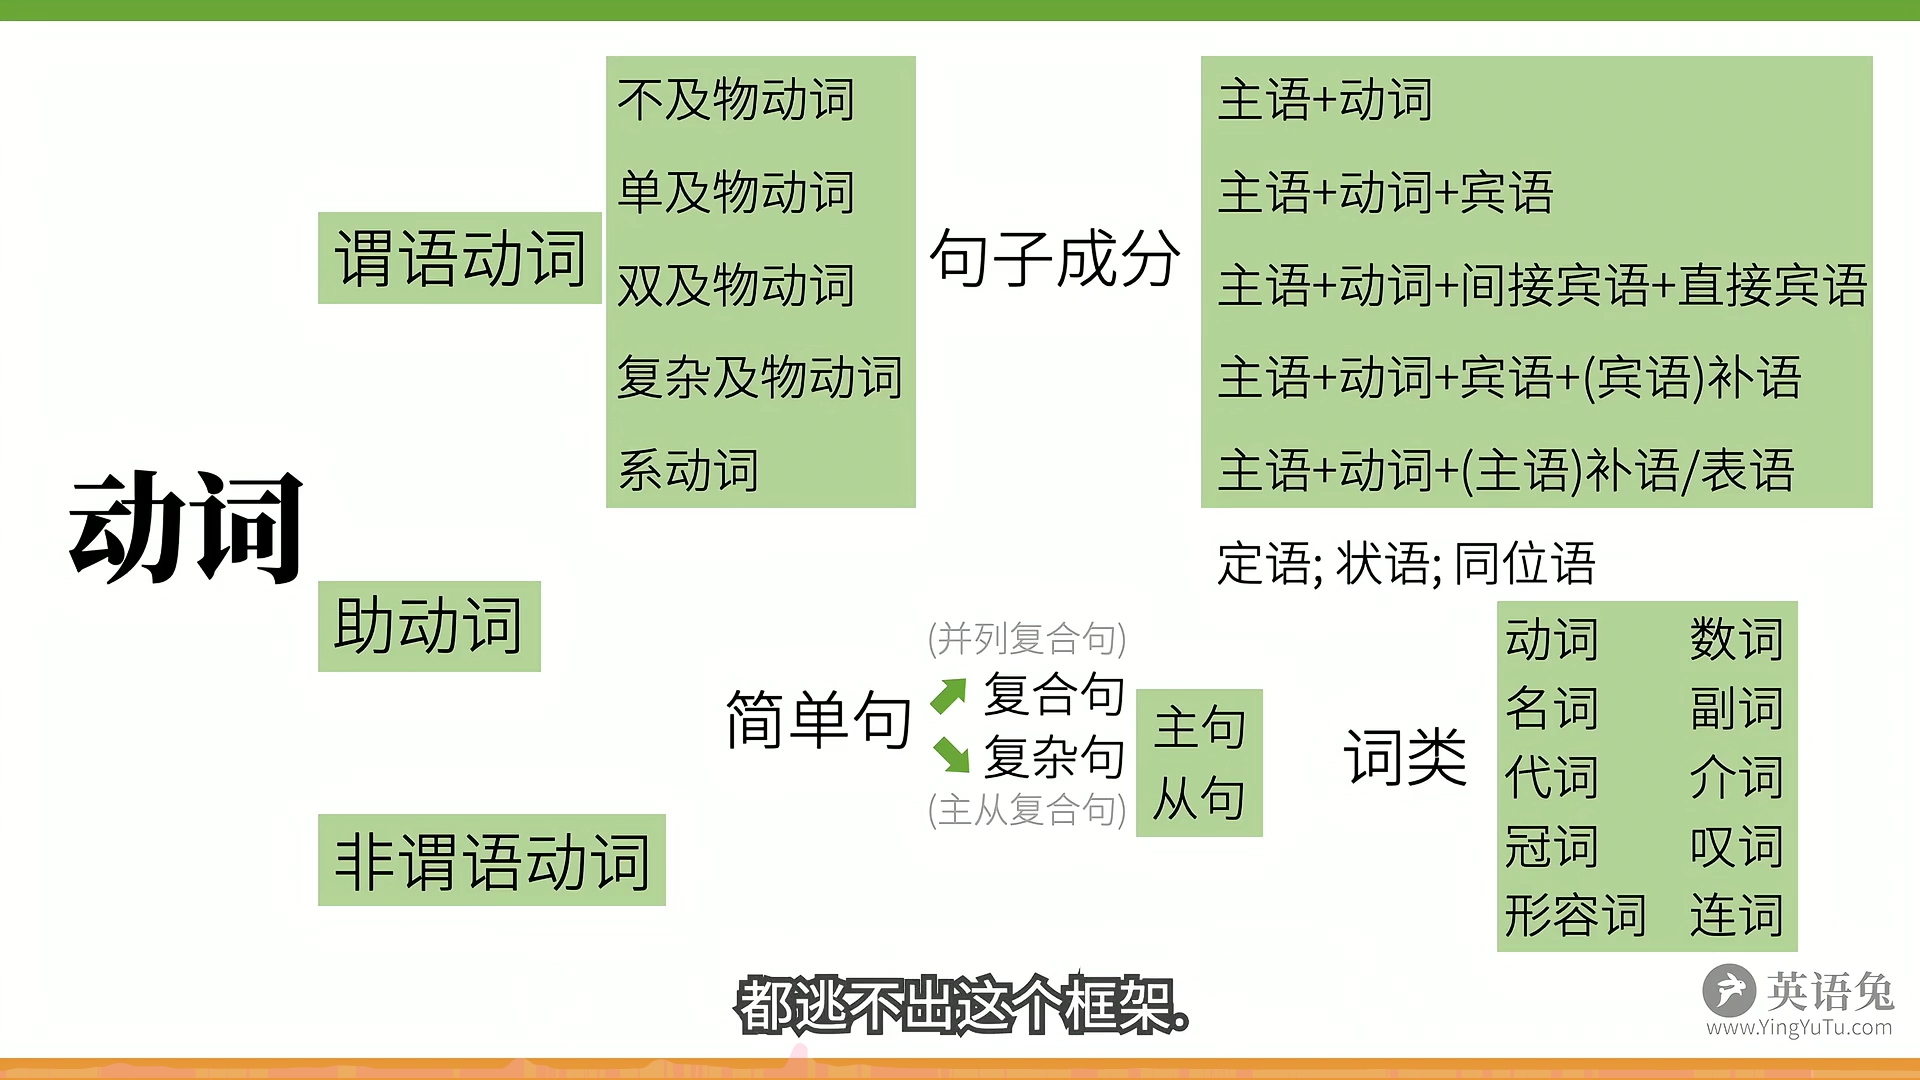 不及物动词
单及物动词
双及物动词
复杂及物动词
系动词
谓语动词
句子成分
主语+动词
主语+动词+宾语
主语+动词+间接宾语+直接宾语
主语+动词+宾语+(宾语)补语
主语+动词+(主语)补语/表语
定语; 状语; 同位语
动词
助动词
非谓语动词
简单句
(并列复合句)
复合句
复杂句
(主从复合句)
主句
从句
词类
动词 数词
名词 副词
代词 介词
冠词 叹词
形容词 连词
都逃不出这个框架。
英语兔
www.YingYuTu.com